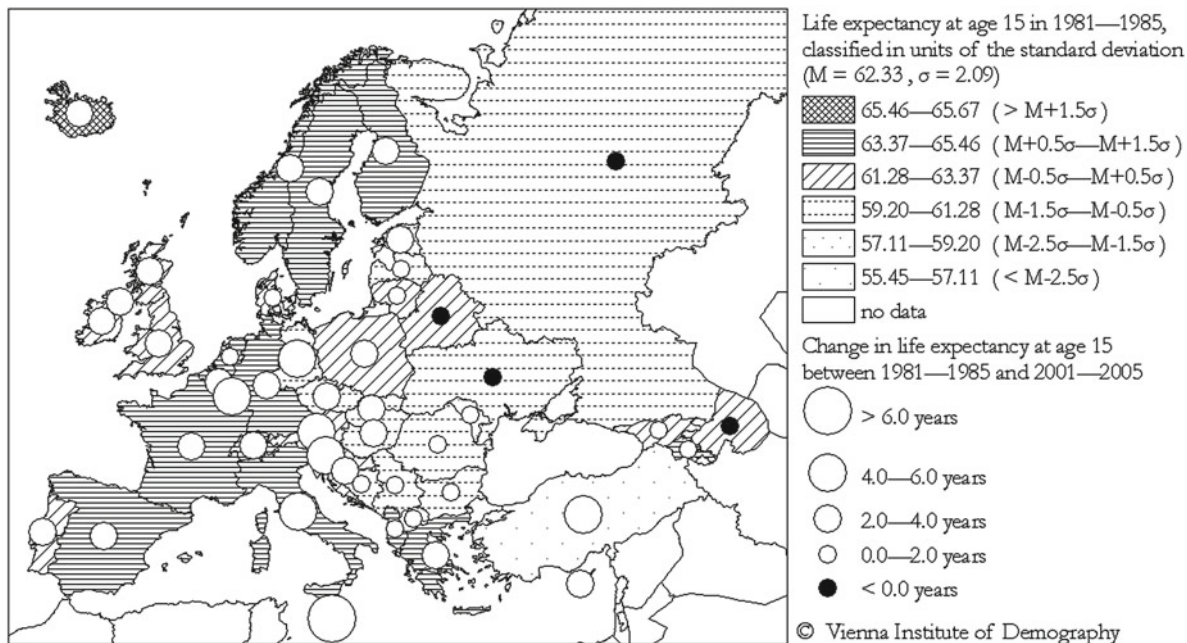 Life expectancy at age 15 in 1981—1985,
classified in units of the standard deviation
(M = 62.33 , σ = 2.09)
65.46—65.67 ( > M+1.5σ)
63.37—65.46 ( M+0.5σ—M+1.5σ)
61.28—63.37 ( M-0.5σ—M+0.5σ)
59.20—61.28 ( M-1.5σ—M-0.5σ)
57.11—59.20 ( M-2.5σ—M-1.5σ)
55.45—57.11 ( < M-2.5σ)
no data
Change in life expectancy at age 15
between 1981—1985 and 2001—2005
> 6.0 years
4.0—6.0 years
2.0—4.0 years
0.0—2.0 years
< 0.0 years
© Vienna Institute of Demography